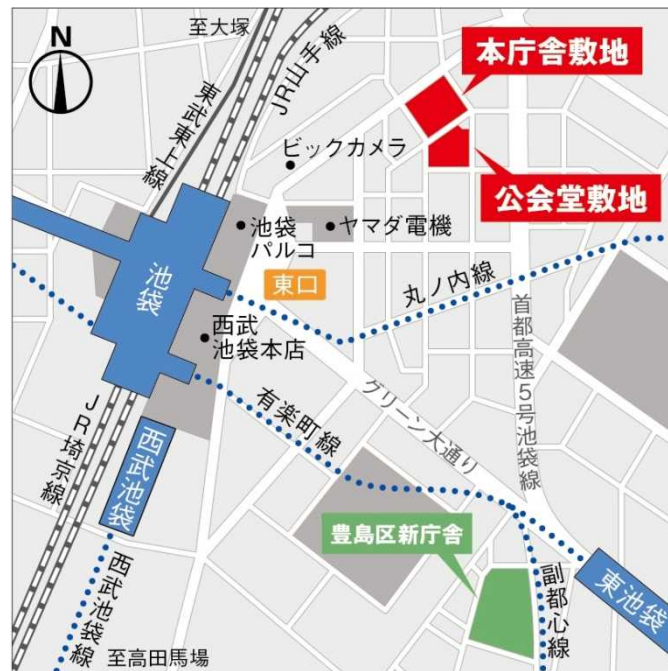 N
至大塚
東武東上線
JR山手線
本庁舎敷地
公会堂敷地
ビックカメラ
池袋
パルコ
ヤマダ電機
東口
池袋
西武
池袋本店
丸ノ内線
首都高速5号池袋線
グリーン大通り
有楽町線
JR埼京線
西武池袋
西武池袋線
豊島区新庁舎
副都心線
東池袋
至高田馬場